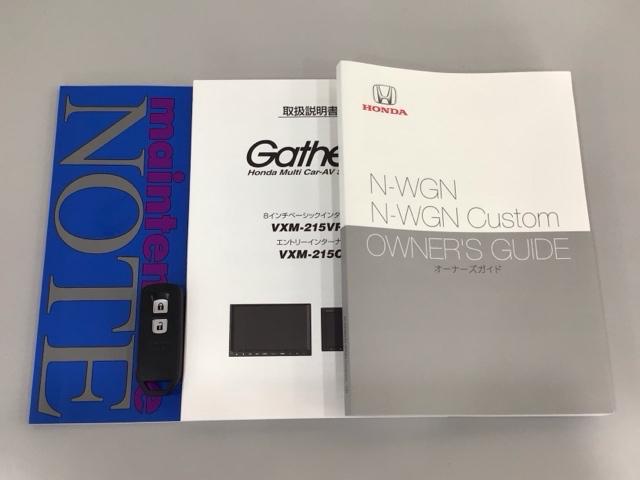 maintenance
NOTE
取扱説明書
Gathe
Honda Multi Car-AV
8インチベーシックインタ
VXM-215VF
エントリーインターナ
VXM-215C
HONDA
N-WGN
N-WGN Custom
OWNER'S GUIDE
オーナーズガイド